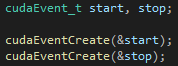 cudaEvent_t start, stop;
cudaEventCreate(&start);
cudaEventCreate(&stop);